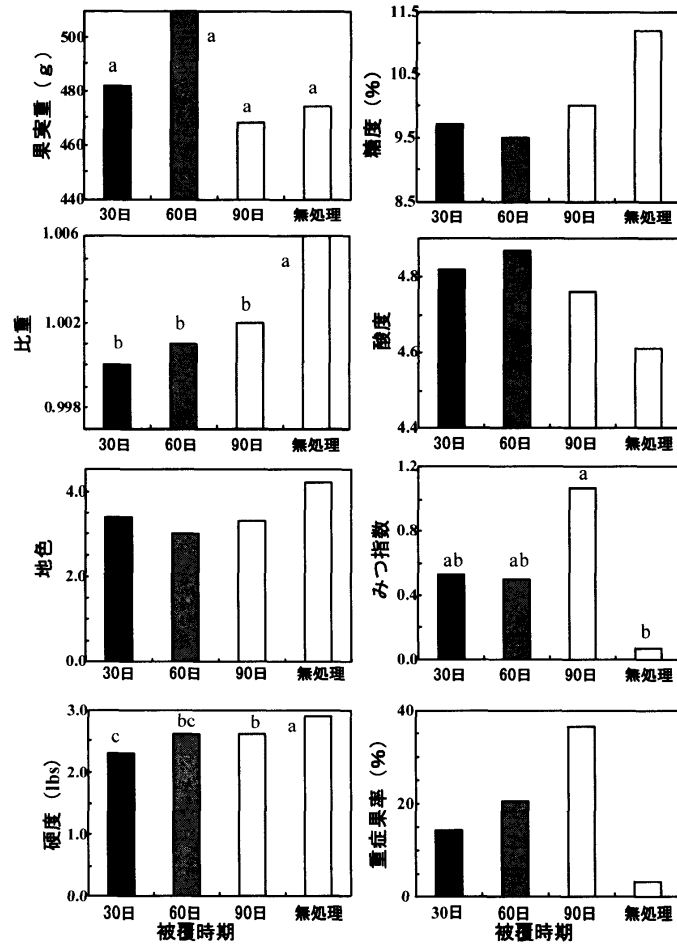 果実重（g）
510
480
460
440
a
a
a
a
30日 60日 90日 無処理
糖度（%）
11.5
10.5
9.5
8.5
30日 60日 90日 無処理
比重
1.006
1.002
0.998
b
b
b
a
30日 60日 90日 無処理
酸度
4.8
4.6
4.4
30日 60日 90日 無処理
地色
4.0
2.0
0.0
30日 60日 90日 無処理
みつ指数
1.2
0.8
0.4
0.0
ab
ab
a
b
30日 60日 90日 無処理
硬度（lbs）
3.0
2.0
1.0
0.0
c
bc
b
a
30日 60日 90日 無処理
被覆時期
重症果率（%）
40
20
0
30日 60日 90日 無処理
被覆時期